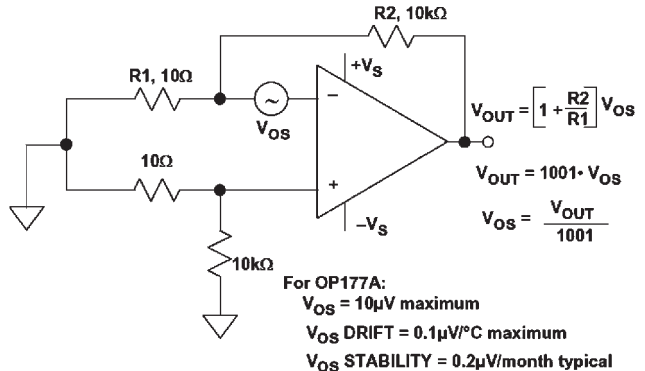 R2, 10kΩ
+VS
R1, 10Ω
−
VOS
VOUT = [1 + R2/R1] VOS
10Ω
VOUT = 1001• VOS
+
VOS = VOUT/1001
−VS
10kΩ
For OP177A:
VOS = 10µV maximum
VOS DRIFT = 0.1µV/°C maximum
VOS STABILITY = 0.2µV/month typical